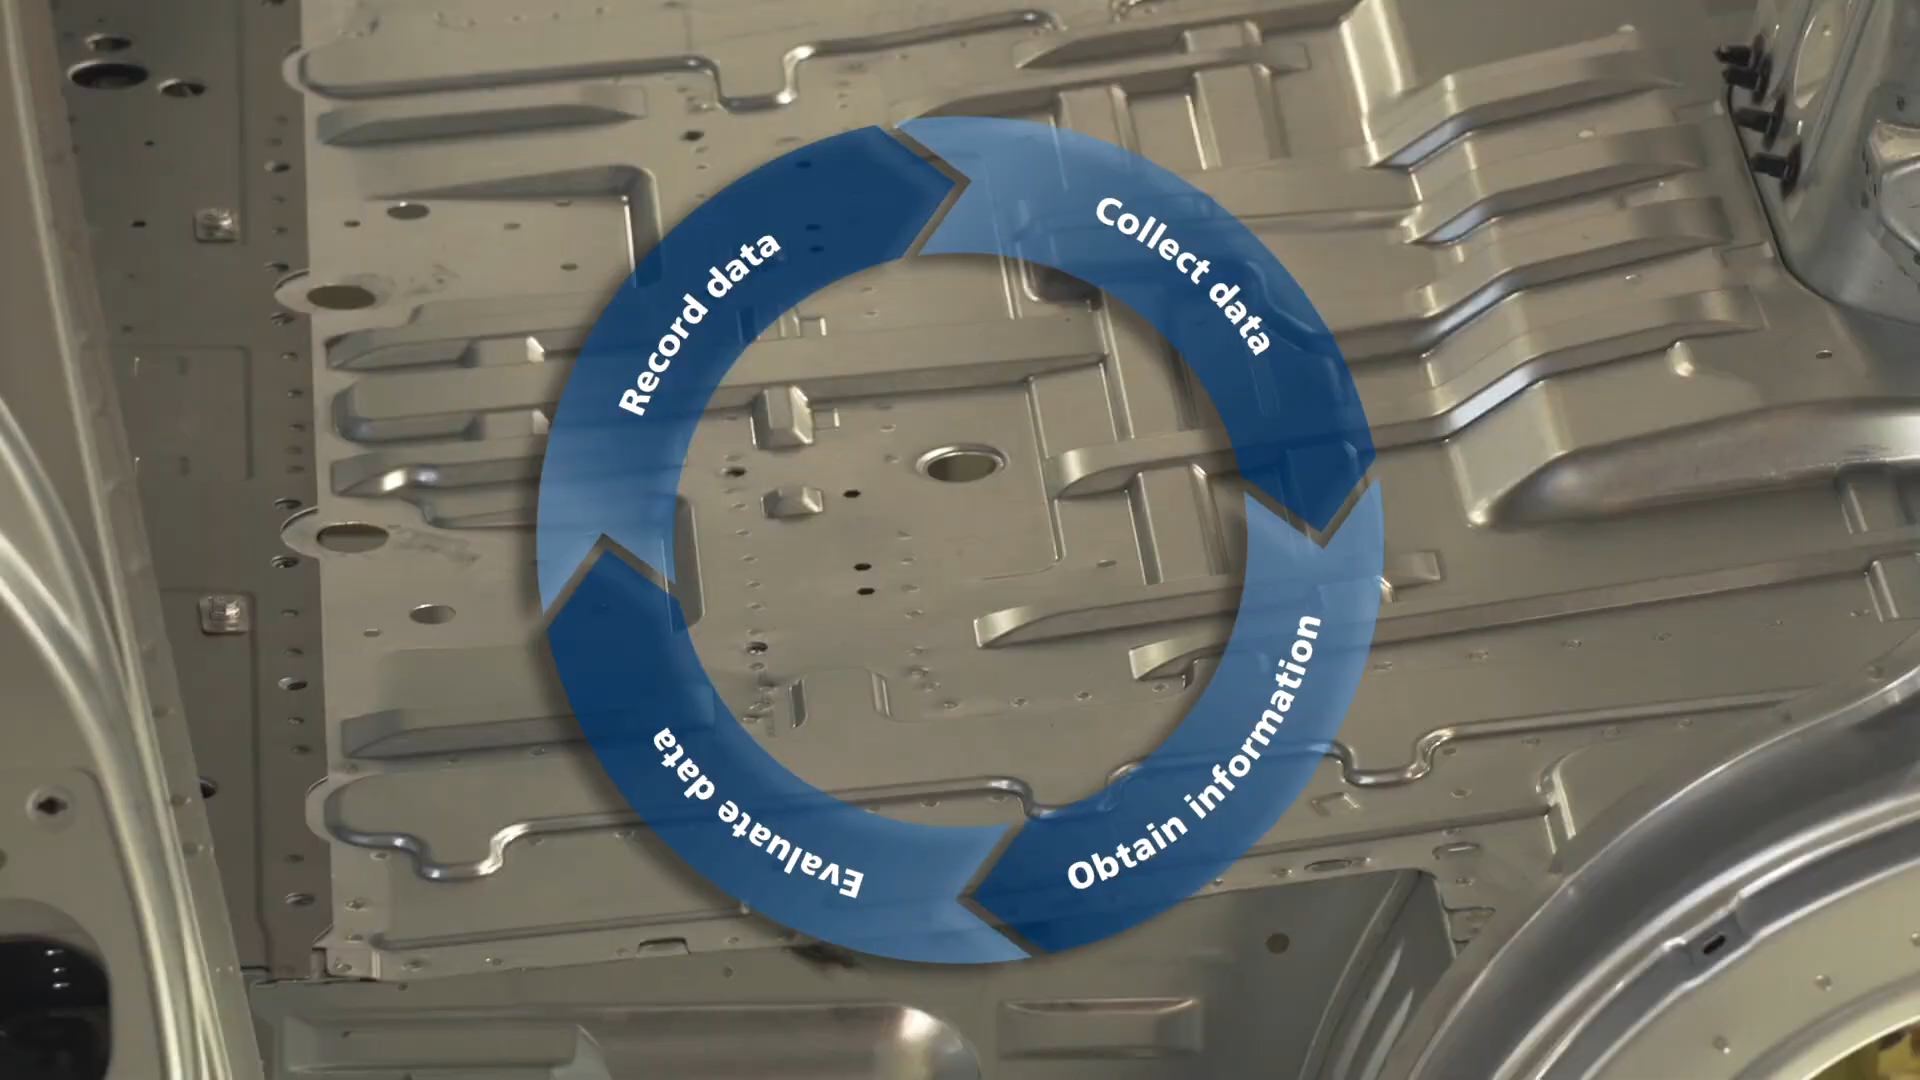 Record data
Collect data
Obtain information
Evaluate data